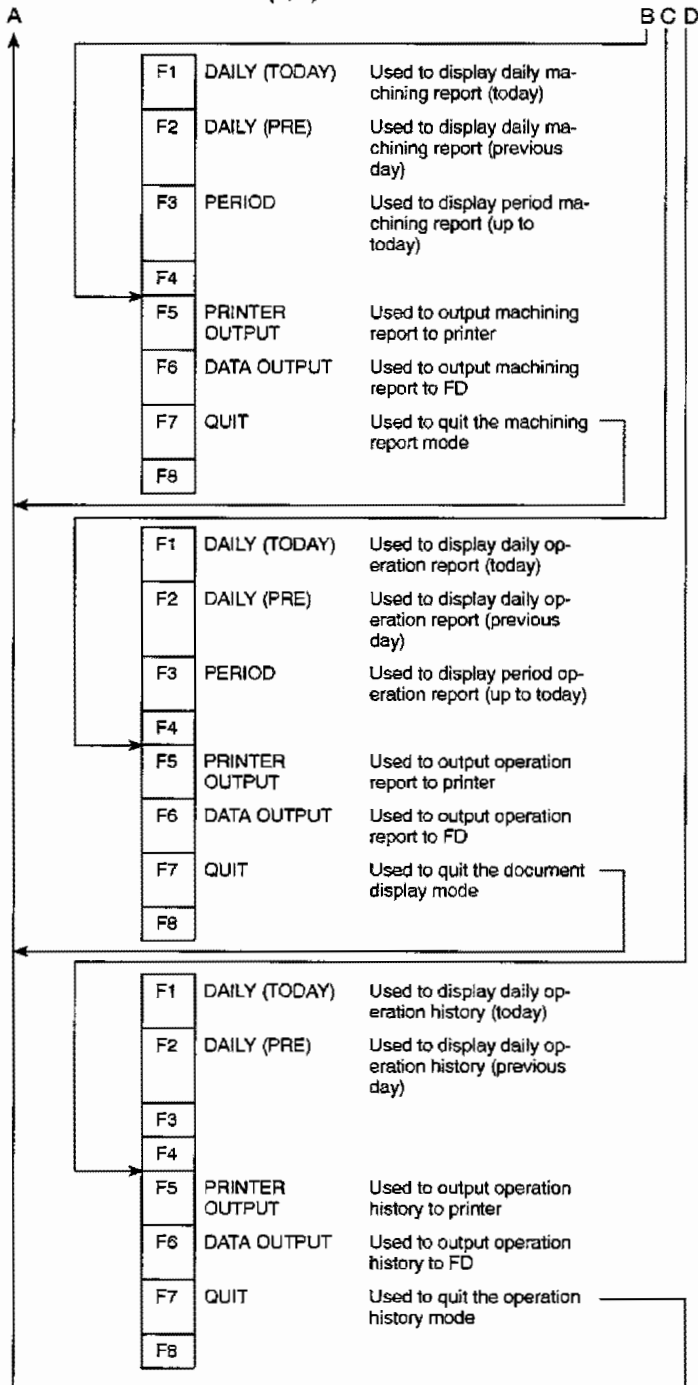 A B C D
F1 DAILY (TODAY) Used to display daily ma-
chining report (today)
F2 DAILY (PRE) Used to display daily ma-
chining report (previous
day)
F3 PERIOD Used to display period ma-
chining report (up to
today)
F4
F5 PRINTER Used to output machining
OUTPUT report to printer
F6 DATA OUTPUT Used to output machining
report to FD
F7 QUIT Used to quit the machining
report mode
F8
F1 DAILY (TODAY) Used to display daily op-
eration report (today)
F2 DAILY (PRE) Used to display daily op-
eration report (previous
day)
F3 PERIOD Used to display period op-
eration report (up to today)
F4
F5 PRINTER Used to output operation
OUTPUT report to printer
F6 DATA OUTPUT Used to output operation
report to FD
F7 QUIT Used to quit the document
display mode
F8
F1 DAILY (TODAY) Used to display daily op-
eration history (today)
F2 DAILY (PRE) Used to display daily op-
eration history (previous
day)
F3
F4
F5 PRINTER Used to output operation
OUTPUT history to printer
F6 DATA OUTPUT Used to output operation
history to FD
F7 QUIT Used to quit the operation
history mode
F8